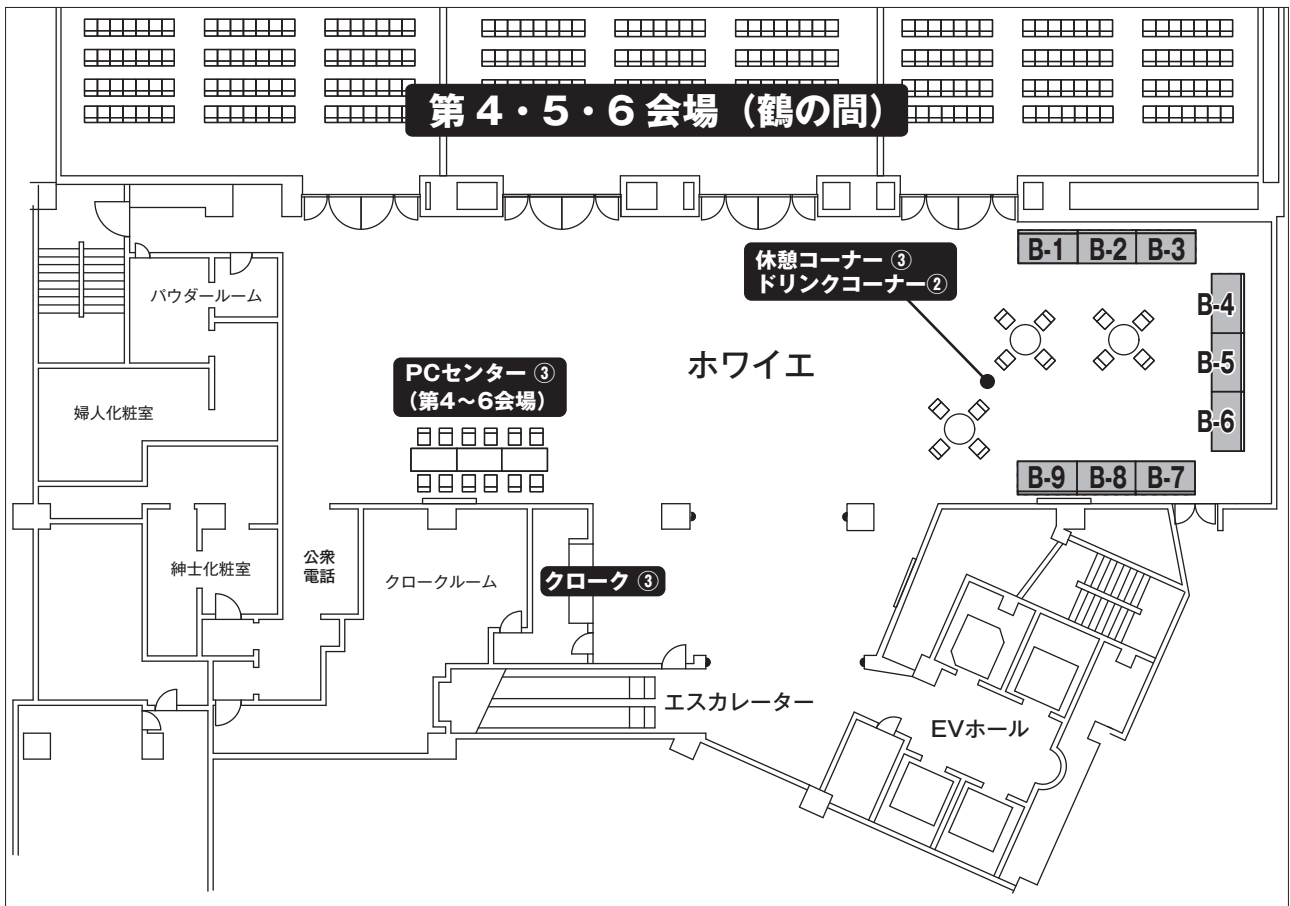 第 4・5・6 会場（鶴の間）
B-1
B-2
B-3
休憩コーナー ③
ドリンクコーナー②
パウダールーム
B-4
PCセンター ③
（第4〜6会場）
ホワイエ
B-5
婦人化粧室
B-6
B-9
B-8
B-7
紳士化粧室
公衆
電話
クロークルーム
クローク ③
エスカレーター
EVホール